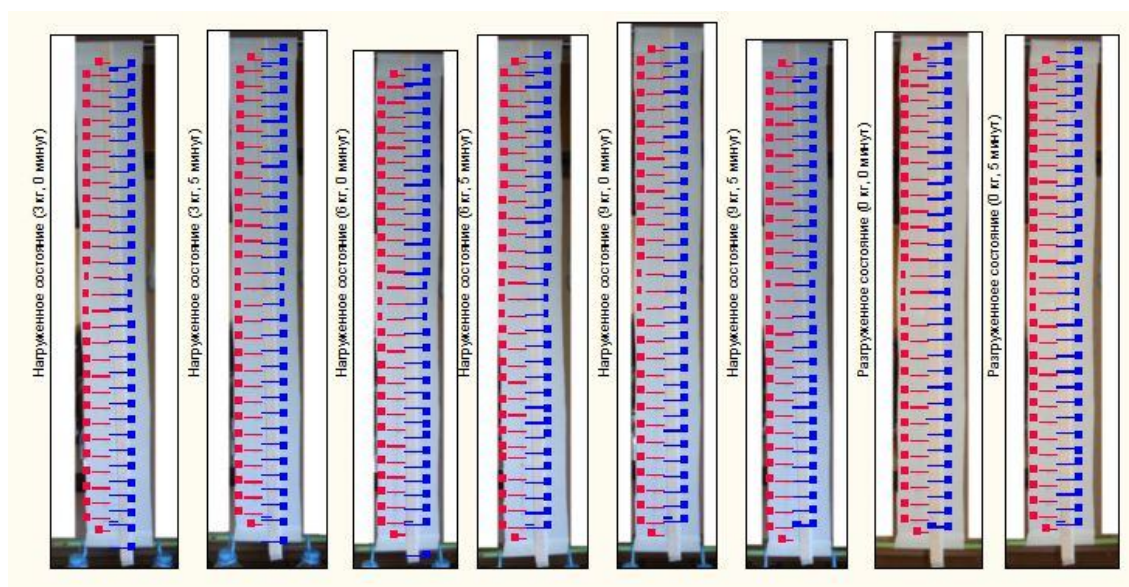 Нагруженное состояние (3 кг, 0 минут)
Нагруженное состояние (3 кг, 5 минут)
Нагруженное состояние (6 кг, 0 минут)
Нагруженное состояние (6 кг, 5 минут)
Нагруженное состояние (9 кг, 0 минут)
Нагруженное состояние (9 кг, 5 минут)
Разгруженное состояние (0 кг, 0 минут)
Разгруженноее состояние (0 кг, 5 минут)